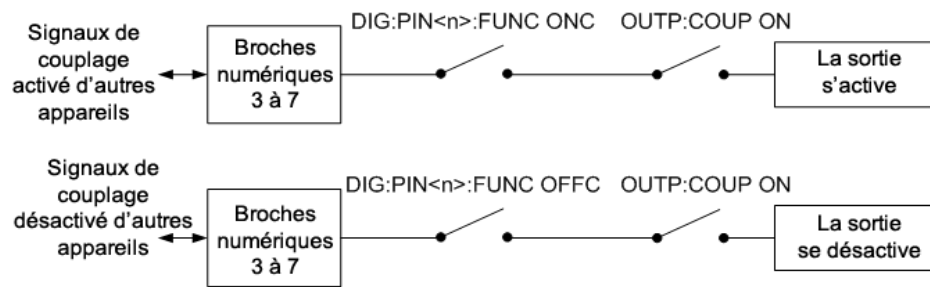 Signaux de
couplage
activé d'autres
appareils
Broches
numériques
3 à 7
DIG:PIN<n>:FUNC ONC
OUTP:COUP ON
La sortie
s'active
Signaux de
couplage
désactivé d'autres
appareils
Broches
numériques
3 à 7
DIG:PIN<n>:FUNC OFFC
OUTP:COUP ON
La sortie
se désactive